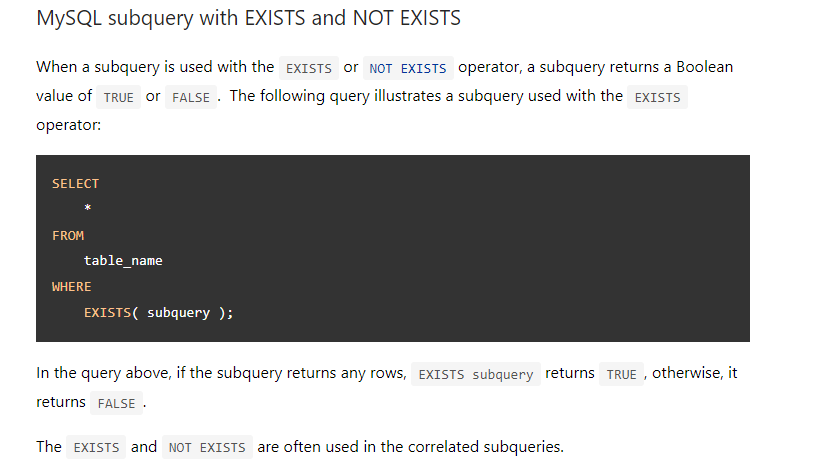 MySQL subquery with EXISTS and NOT EXISTS
When a subquery is used with the EXISTS or NOT EXISTS operator, a subquery returns a Boolean
value of TRUE or FALSE . The following query illustrates a subquery used with the EXISTS
operator:
SELECT
*
FROM
table_name
WHERE
EXISTS( subquery );
In the query above, if the subquery returns any rows, EXISTS subquery returns TRUE , otherwise, it
returns FALSE .
The EXISTS and NOT EXISTS are often used in the correlated subqueries.